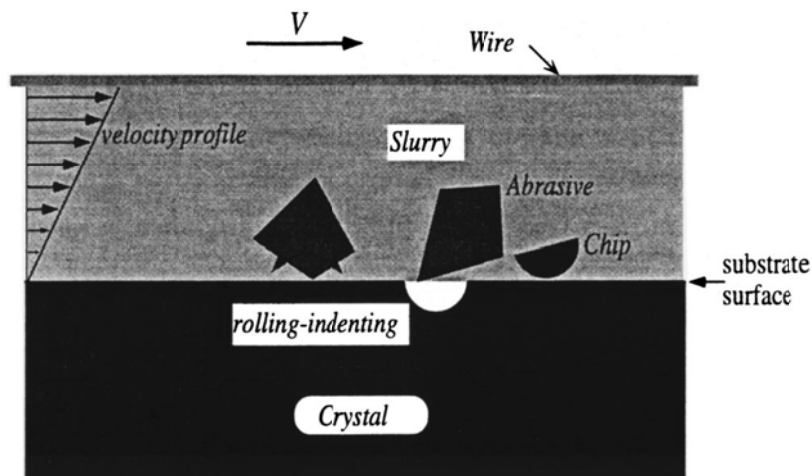 V
Wire
velocity profile
Slurry
Abrasive
Chip
substrate
surface
rolling-indenting
Crystal